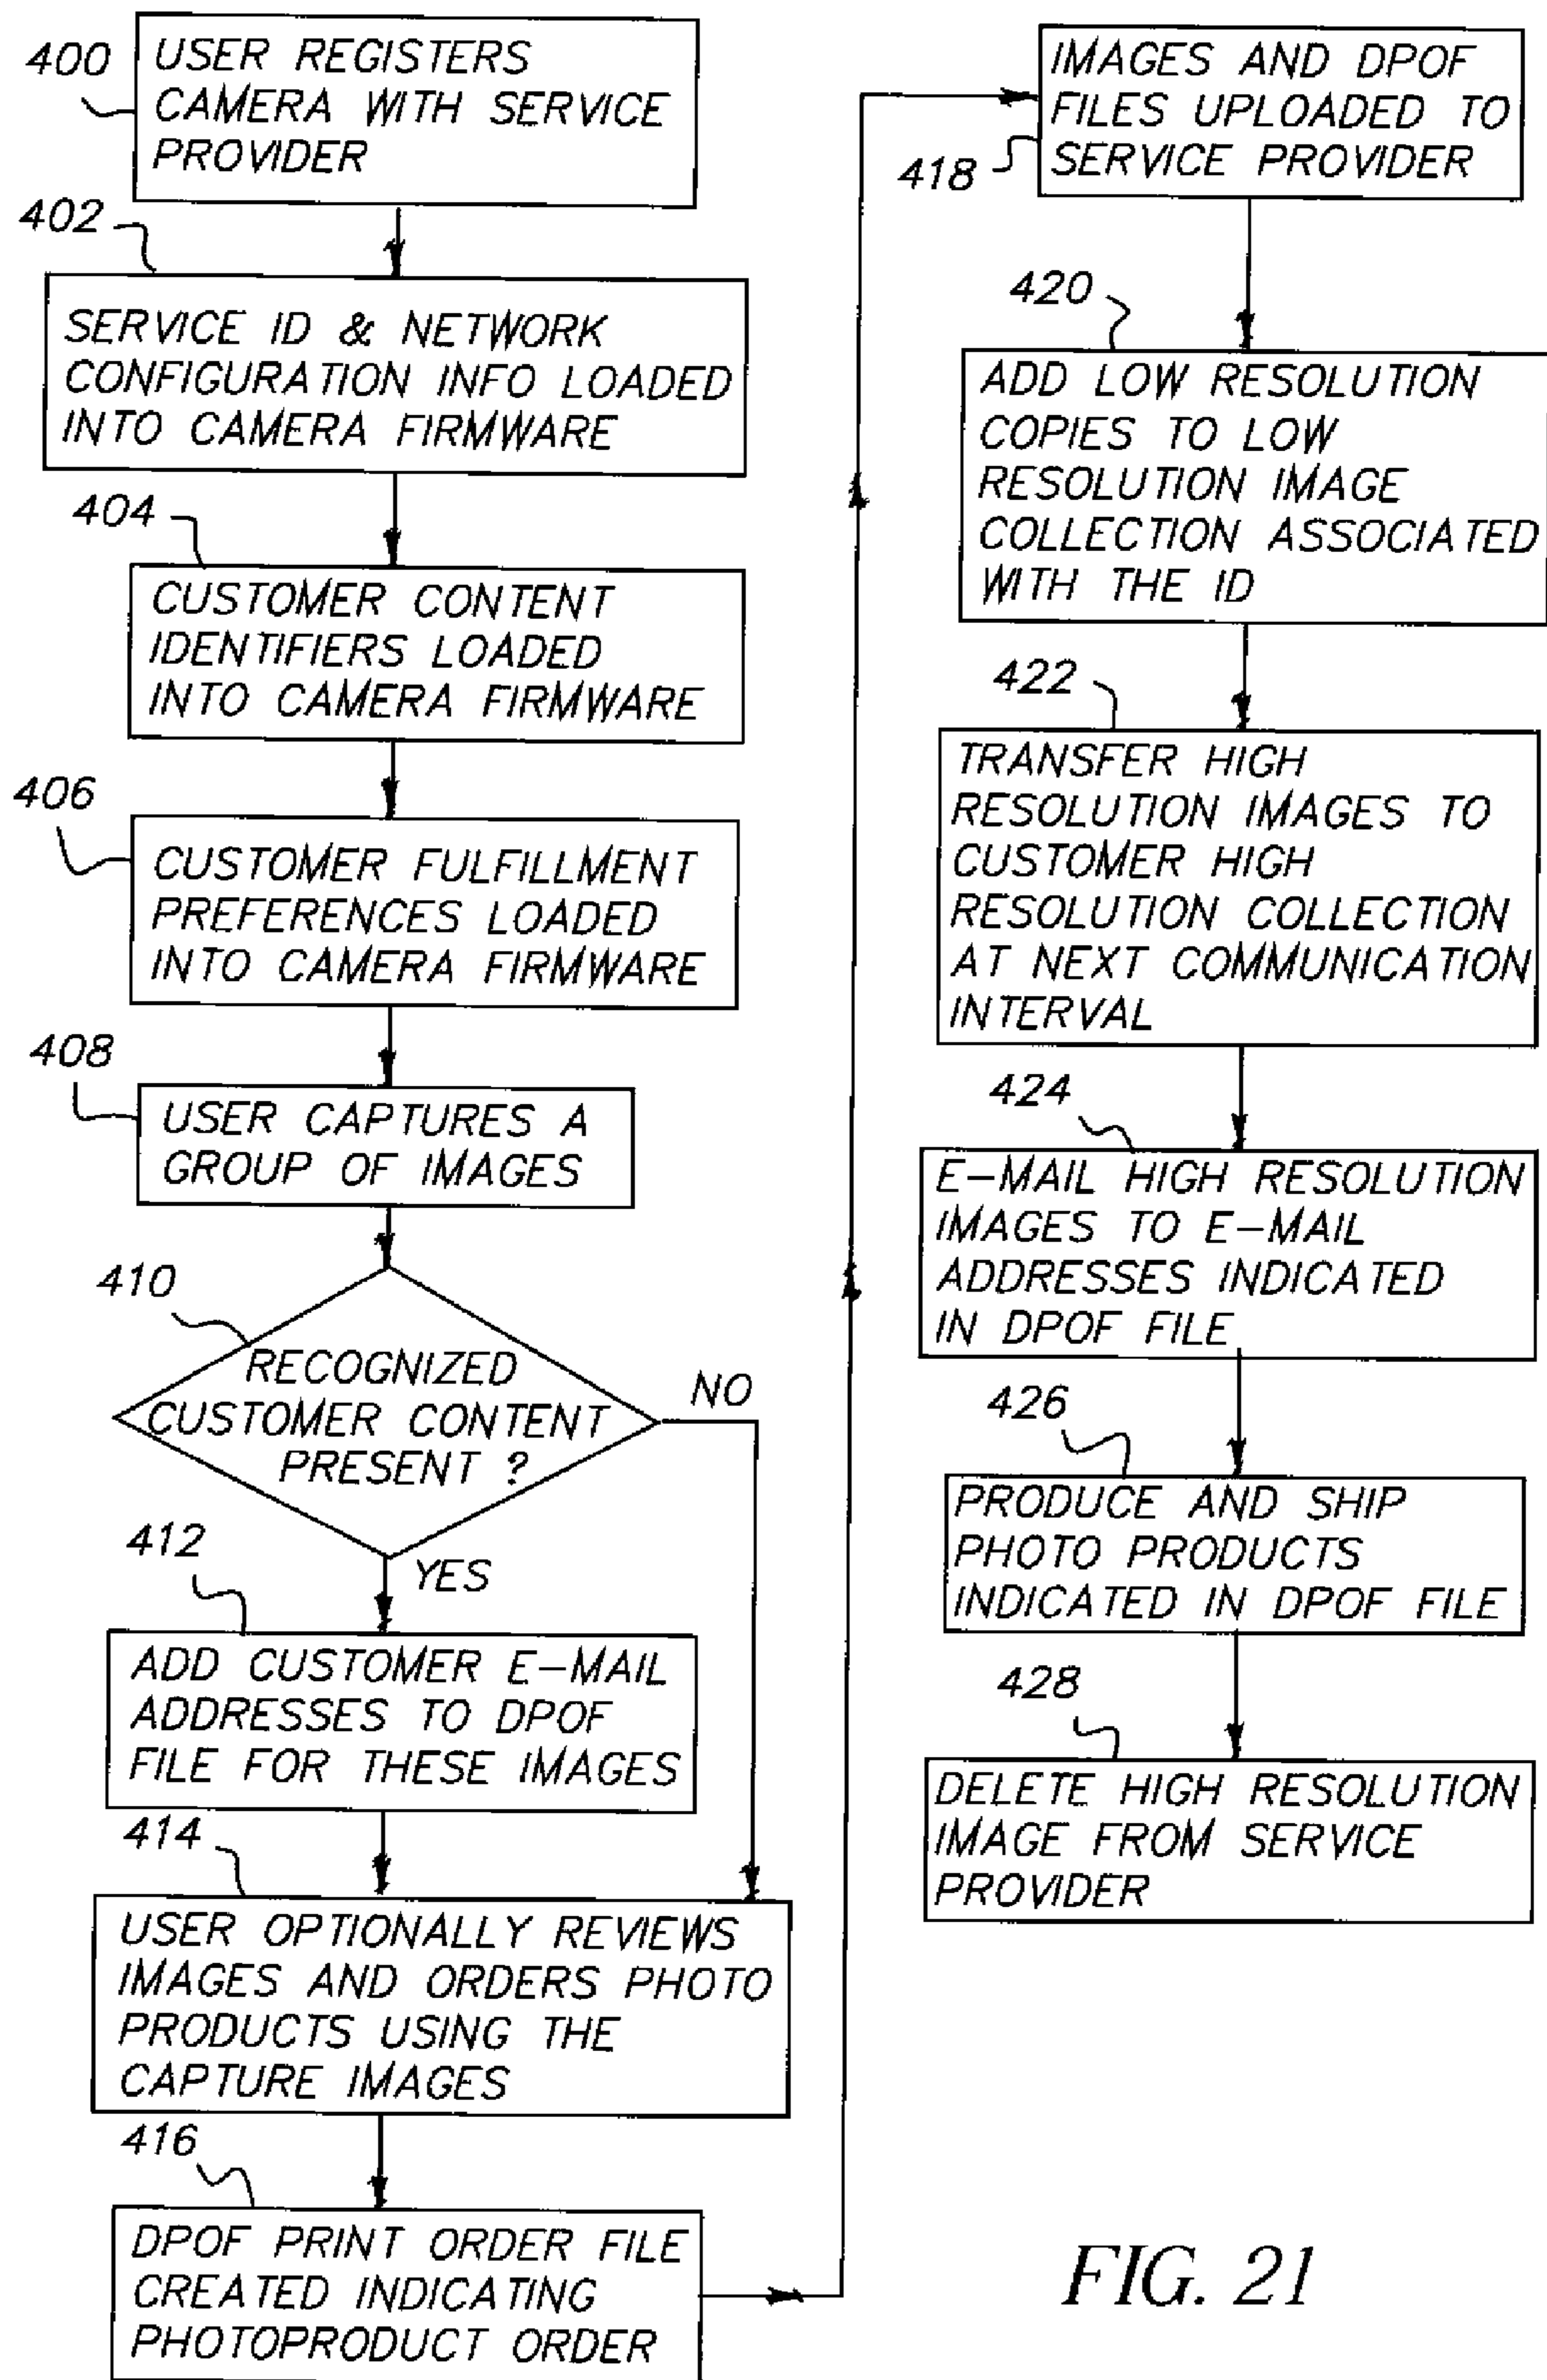 400
USER REGISTERS
CAMERA WITH SERVICE
PROVIDER
402
SERVICE ID & NETWORK
CONFIGURATION INFO LOADED
INTO CAMERA FIRMWARE
404
CUSTOMER CONTENT
IDENTIFIERS LOADED
INTO CAMERA FIRMWARE
406
CUSTOMER FULFILLMENT
PREFERENCES LOADED
INTO CAMERA FIRMWARE
408
USER CAPTURES A
GROUP OF IMAGES
410
RECOGNIZED
CUSTOMER CONTENT
PRESENT ?
NO
YES
412
ADD CUSTOMER E-MAIL
ADDRESSES TO DPOF
FILE FOR THESE IMAGES
414
USER OPTIONALLY REVIEWS
IMAGES AND ORDERS PHOTO
PRODUCTS USING THE
CAPTURE IMAGES
416
DPOF PRINT ORDER FILE
CREATED INDICATING
PHOTOPRODUCT ORDER
418
IMAGES AND DPOF
FILES UPLOADED TO
SERVICE PROVIDER
420
ADD LOW RESOLUTION
COPIES TO LOW
RESOLUTION IMAGE
COLLECTION ASSOCIATED
WITH THE ID
422
TRANSFER HIGH
RESOLUTION IMAGES TO
CUSTOMER HIGH
RESOLUTION COLLECTION
AT NEXT COMMUNICATION
INTERVAL
424
E-MAIL HIGH RESOLUTION
IMAGES TO E-MAIL
ADDRESSES INDICATED
IN DPOF FILE
426
PRODUCE AND SHIP
PHOTO PRODUCTS
INDICATED IN DPOF FILE
428
DELETE HIGH RESOLUTION
IMAGE FROM SERVICE
PROVIDER
FIG. 21